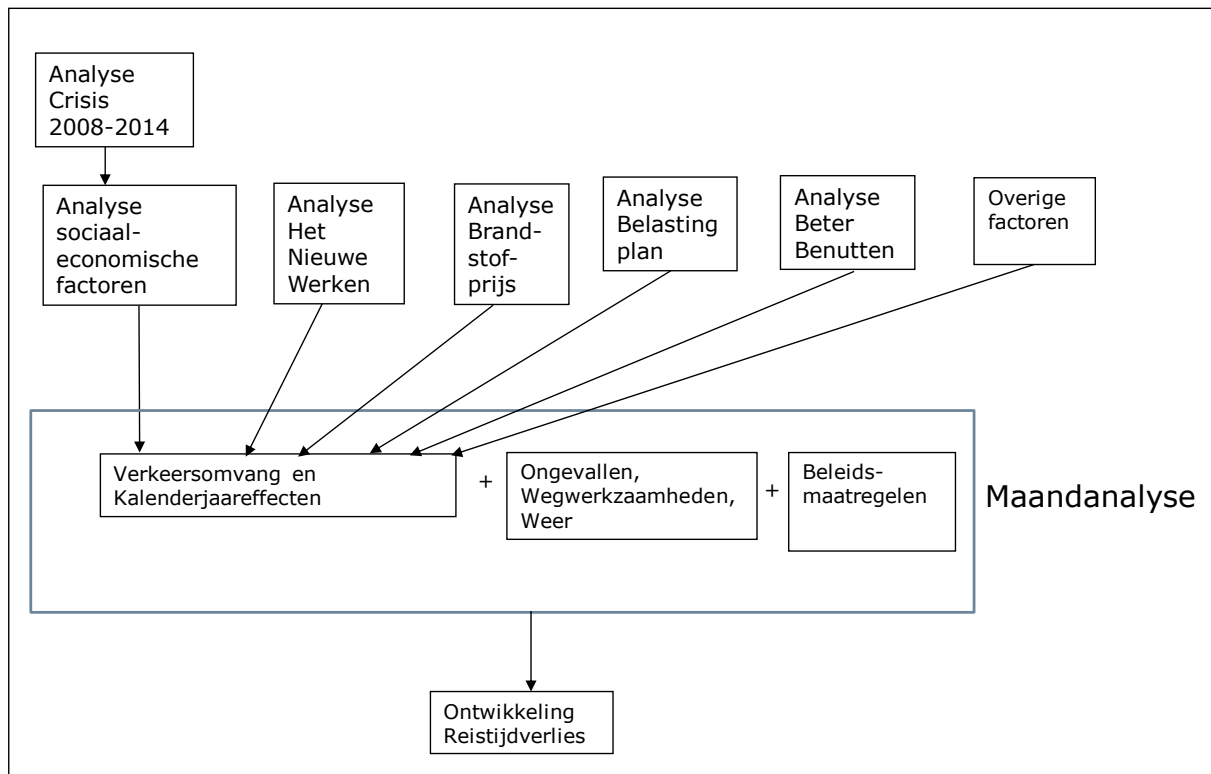 Analyse
Crisis
2008-2014
Analyse
sociaal-
economische
factoren
Analyse
Het
Nieuwe
Werken
Analyse
Brand-
stof-
prijs
Analyse
Belasting
plan
Analyse
Beter
Benutten
Overige
factoren
Verkeersomvang en
Kalenderjaareffecten
+
Ongevallen,
Wegwerkzaamheden,
Weer
+
Beleids-
maatregelen
Maandanalyse
Ontwikkeling
Reistijdverlies